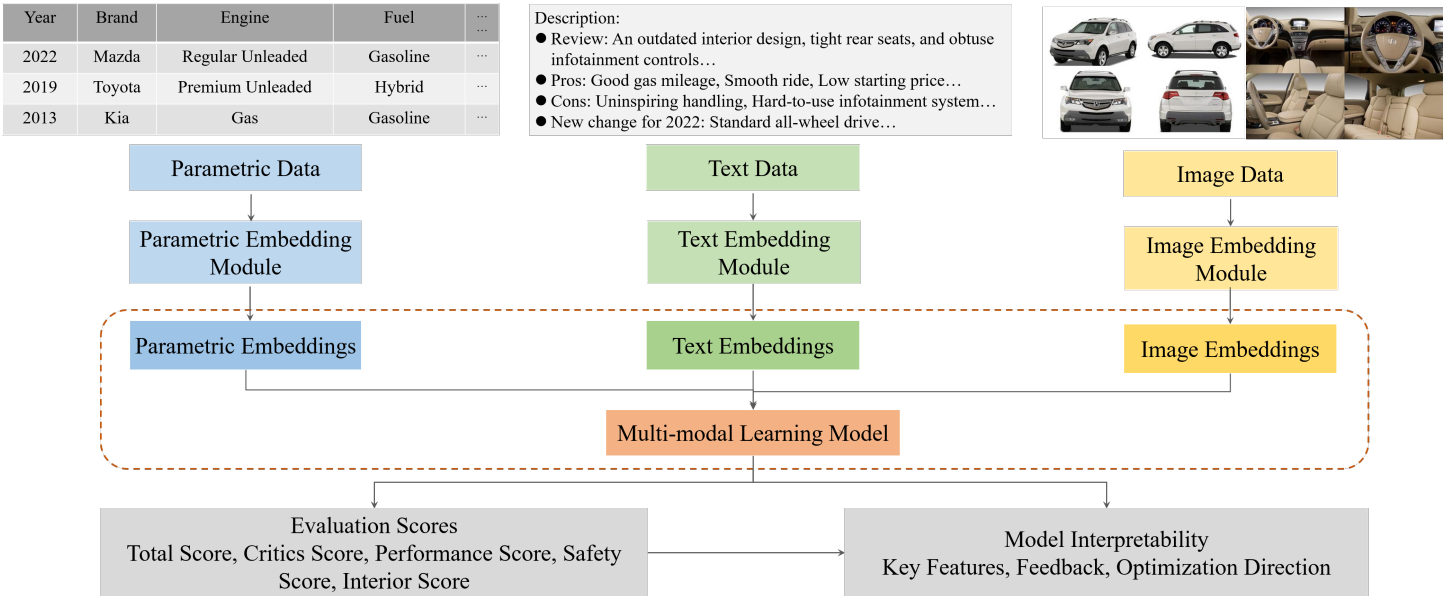 Year Brand Engine Fuel ... ...
2022 Mazda Regular Unleaded Gasoline ...
2019 Toyota Premium Unleaded Hybrid ...
2013 Kia Gas Gasoline ...
Description:
● Review: An outdated interior design, tight rear seats, and obtuse
infotainment controls…
● Pros: Good gas mileage, Smooth ride, Low starting price…
● Cons: Uninspiring handling, Hard-to-use infotainment system…
● New change for 2022: Standard all-wheel drive…
Parametric Data
Text Data
Image Data
Parametric Embedding
Module
Text Embedding
Module
Image Embedding
Module
Parametric Embeddings
Text Embeddings
Image Embeddings
Multi-modal Learning Model
Evaluation Scores
Total Score, Critics Score, Performance Score, Safety
Score, Interior Score
Model Interpretability
Key Features, Feedback, Optimization Direction